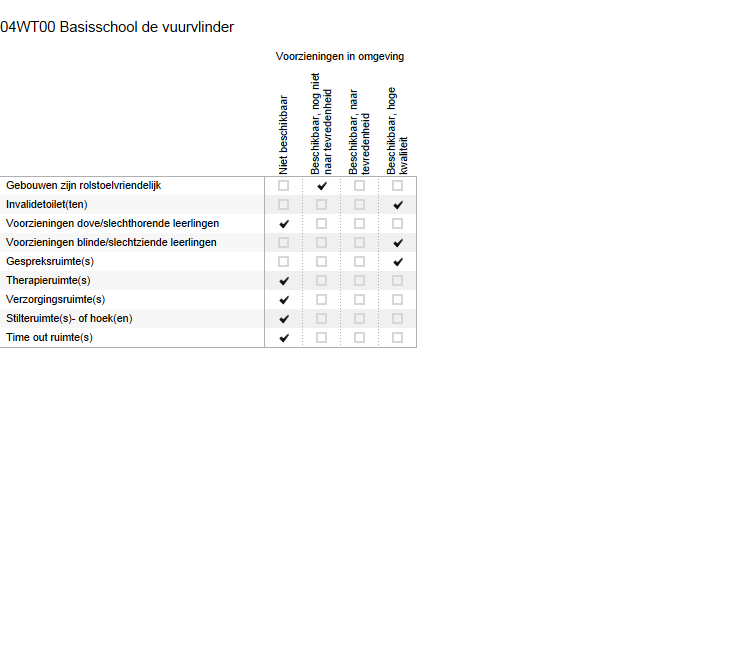 04WT00 Basisschool de vuurvlinder
Voorzieningen in omgeving
Niet beschikbaar
Beschikbaar, nog niet
naar tevredenheid
Beschikbaar, naar
tevredenheid
Beschikbaar, hoge
kwaliteit
Gebouwen zijn rolstoelvriendelijk
Invalidetoilet(ten)
Voorzieningen dove/slechthorende leerlingen
Voorzieningen blinde/slechtziende leerlingen
Gespreksruimte(s)
Therapieruimte(s)
Verzorgingsruimte(s)
Stilteruimte(s)- of hoek(en)
Time out ruimte(s)